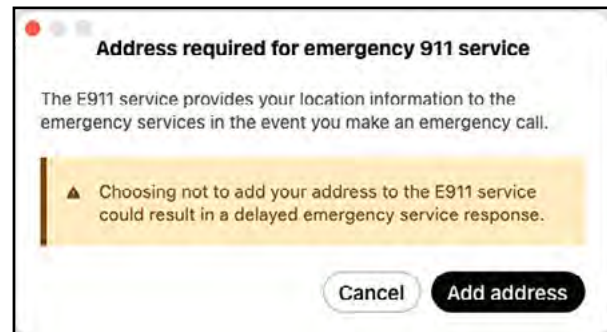 Address required for emergency 911 service
The E911 service provides your location information to the
emergency services in the event you make an emergency call.
Choosing not to add your address to the E911 service
could result in a delayed emergency service response.
Cancel
Add address